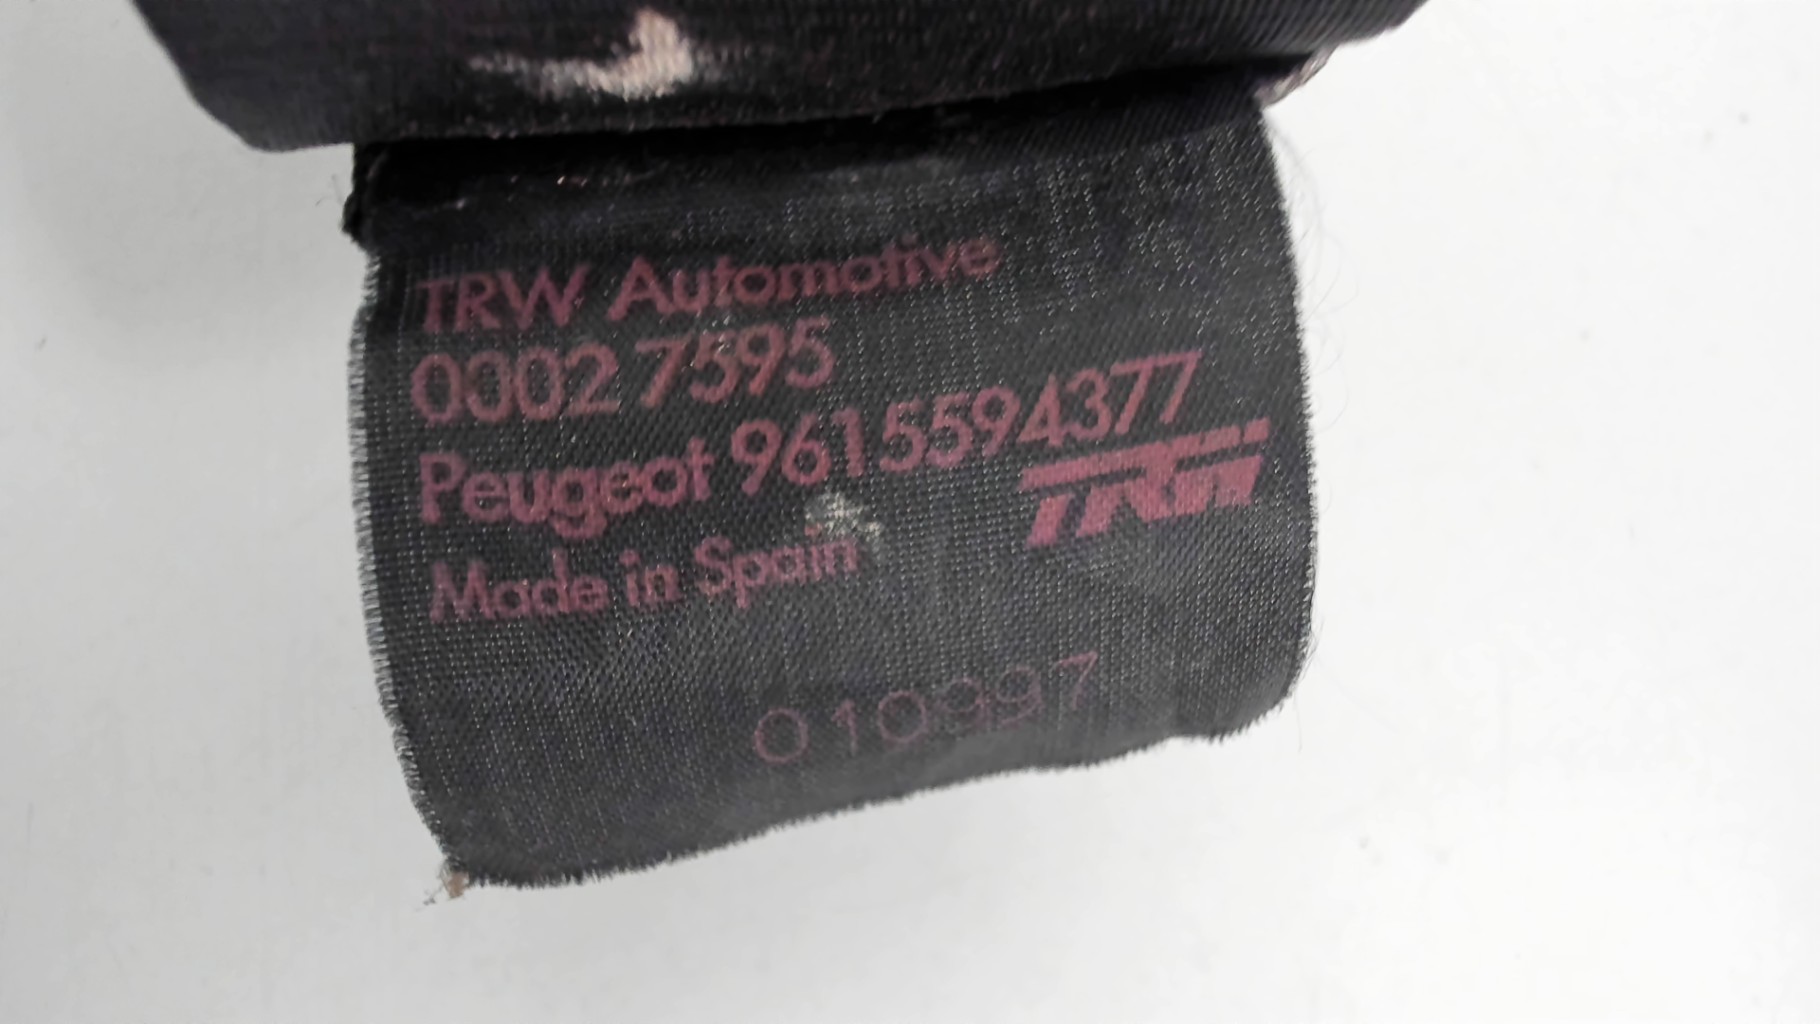 TRW Automotive
00027595
Peugeot 9615594377
TRW
Made in Spain
010997